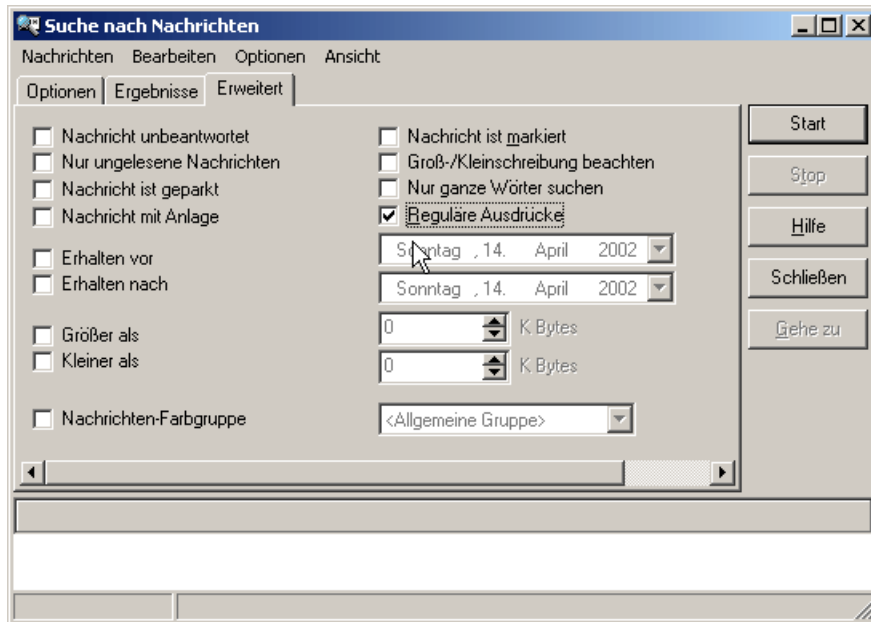 Suche nach Nachrichten
Nachrichten Bearbeiten Optionen Ansicht
Optionen Ergebnisse Erweitert
Nachricht unbeantwortet
Nur ungelesene Nachrichten
Nachricht ist geparkt
Nachricht mit Anlage
Nachricht ist markiert
Groß-/Kleinschreibung beachten
Nur ganze Wörter suchen
Reguläre Ausdrücke
Erhalten vor
Sonntag , 14. April 2002
Erhalten nach
Sonntag , 14. April 2002
Größer als
0 K Bytes
Kleiner als
0 K Bytes
Nachrichten-Farbgruppe
<Allgemeine Gruppe>
Start
Stop
Hilfe
Schließen
Gehe zu